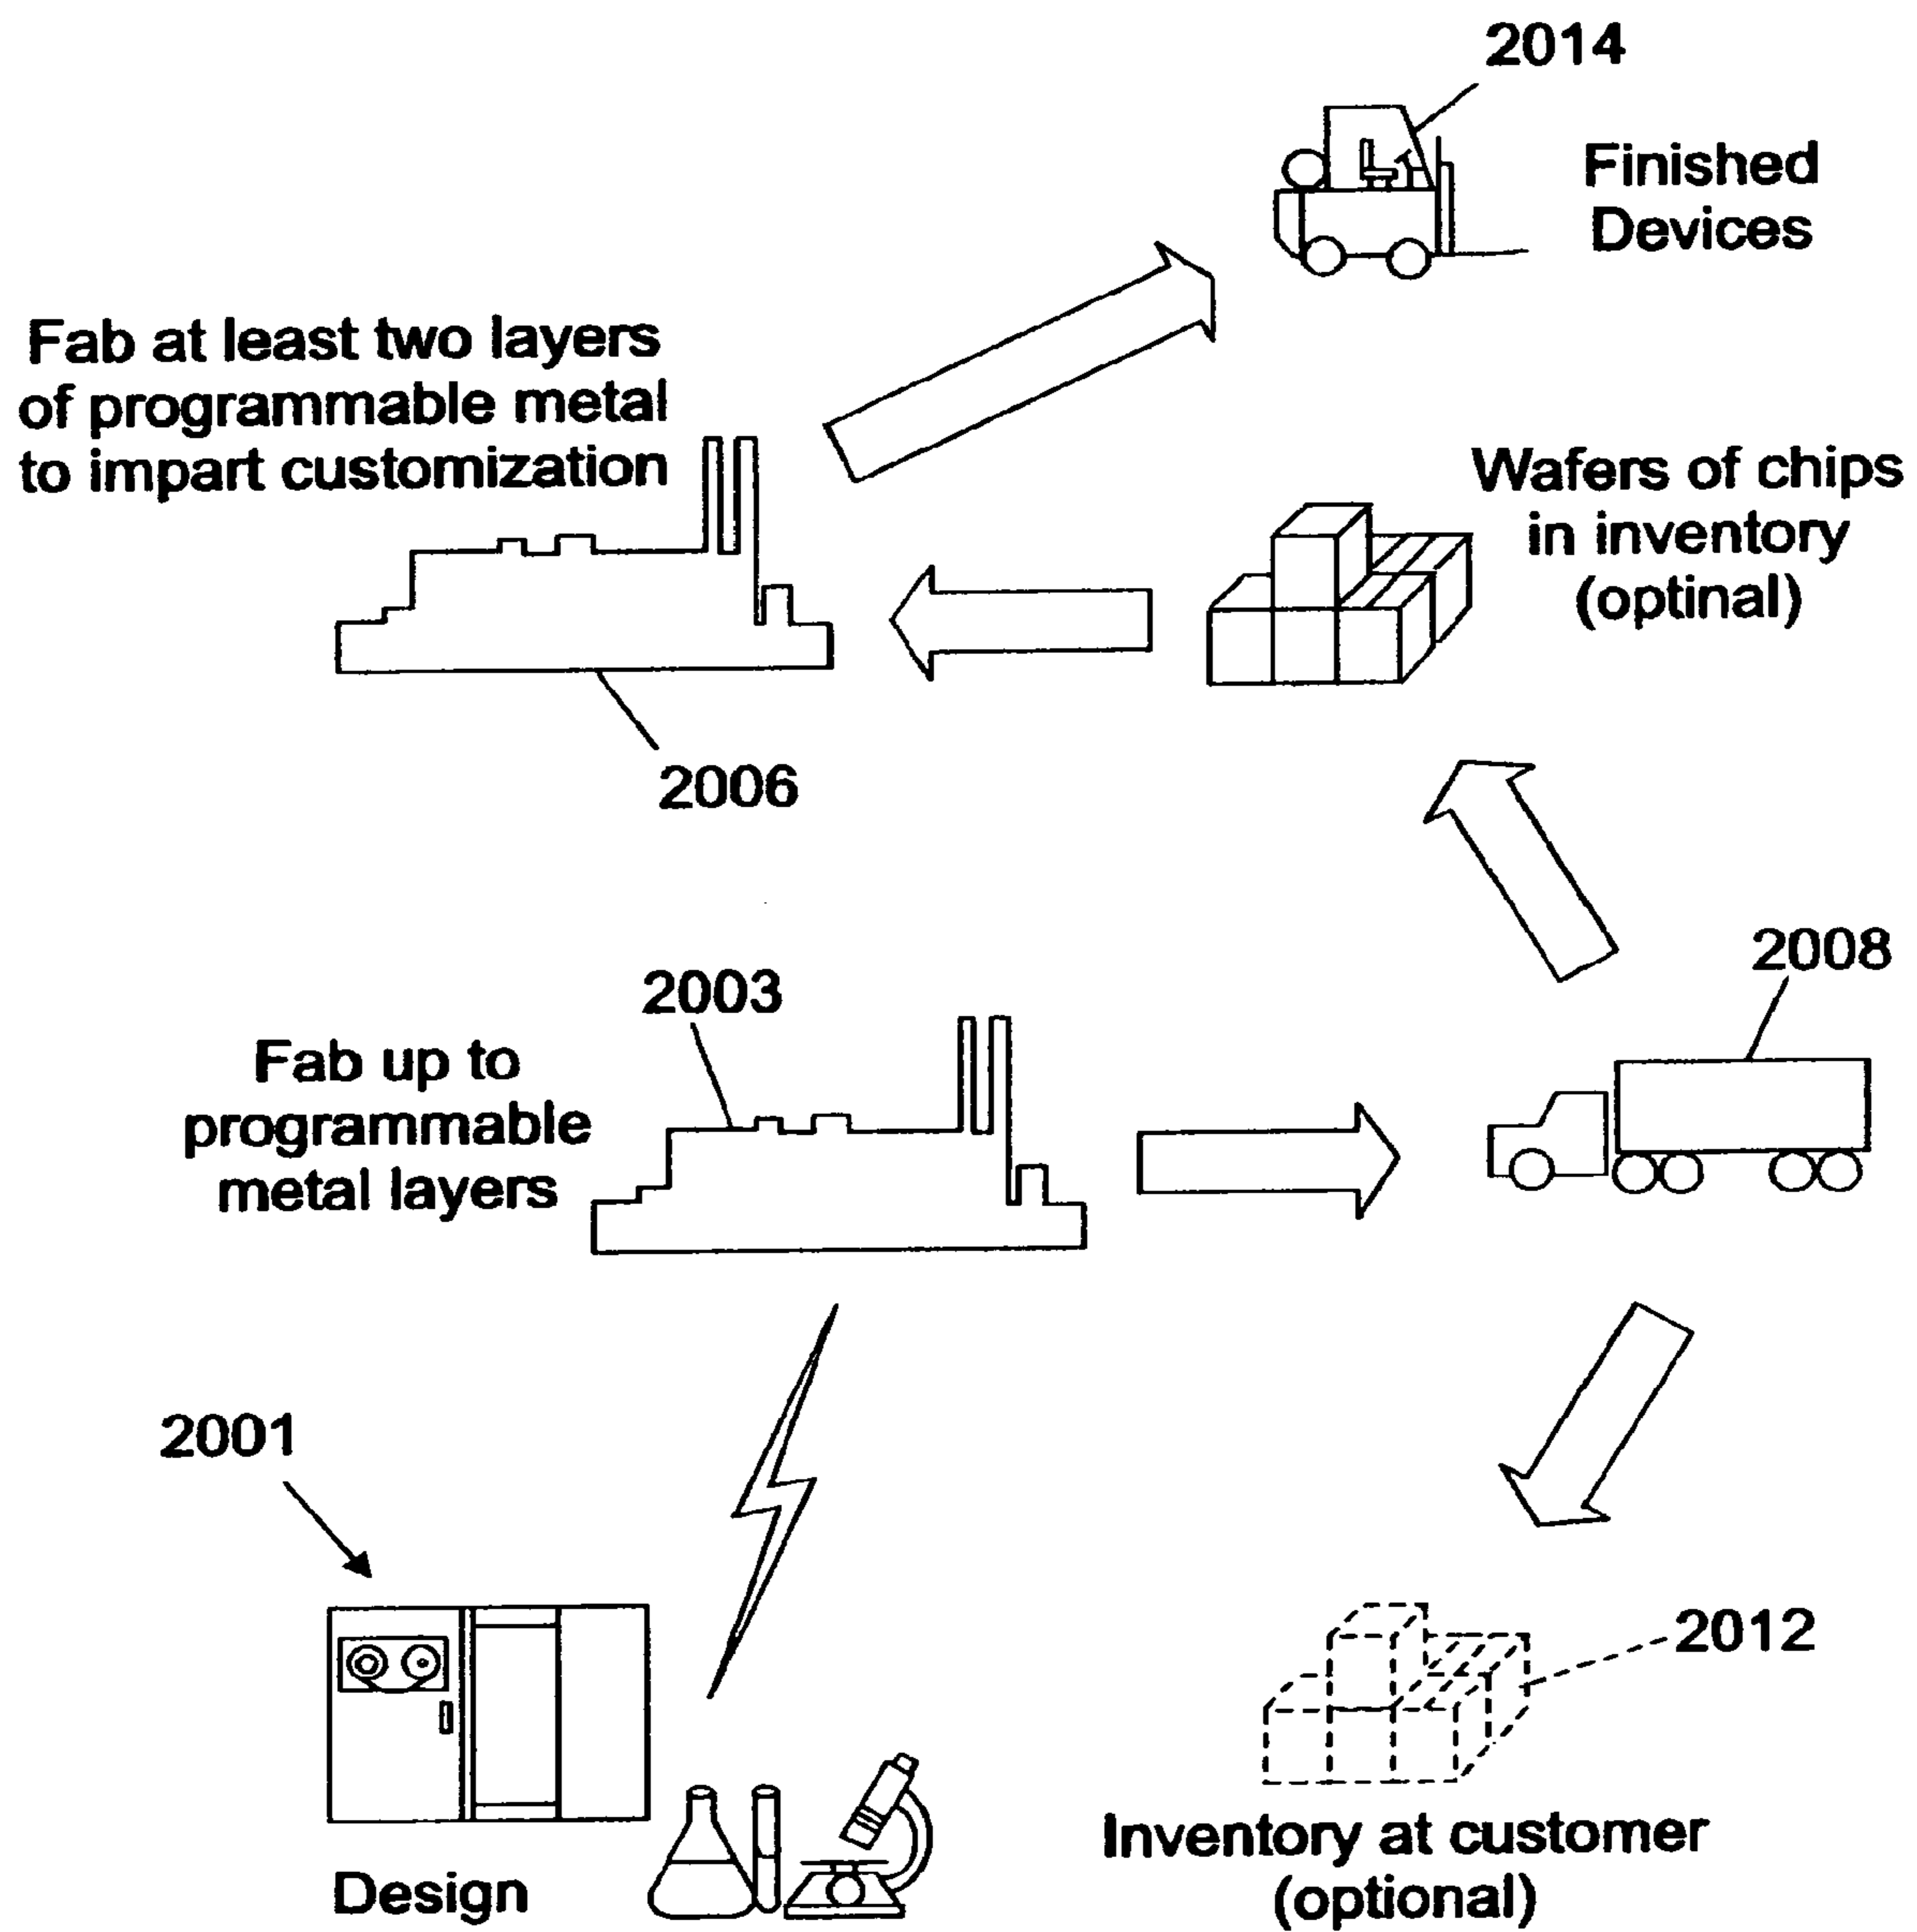 2014
Finished
Devices
Fab at least two layers
of programmable metal
to impart customization
Wafers of chips
in inventory
(optinal)
2006
2008
2003
Fab up to
programmable
metal layers
2001
2012
Inventory at customer
(optional)
Design